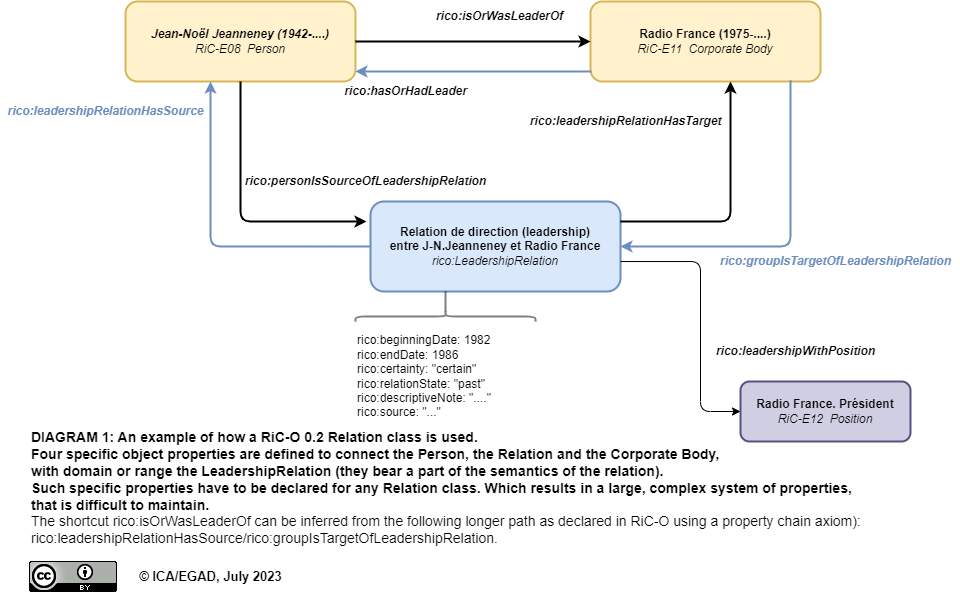 rico:isOrWasLeaderOf
Jean-Noël Jeanneney (1942-....)
RiC-E08 Person
Radio France (1975-....)
RiC-E11 Corporate Body
rico:hasOrHadLeader
rico:leadershipRelationHasSource
rico:leadershipRelationHasTarget
rico:personIsSourceOfLeadershipRelation
Relation de direction (leadership)
entre J-N.Jeanneney et Radio France
rico:LeadershipRelation
rico:groupIsTargetOfLeadershipRelation
rico:beginningDate: 1982
rico:endDate: 1986
rico:certainty: "certain"
rico:relationState: "past"
rico:descriptiveNote: "...."
rico:source: "..."
rico:leadershipWithPosition
Radio France. Président
RiC-E12 Position
DIAGRAM 1: An example of how a RiC-O 0.2 Relation class is used.
Four specific object properties are defined to connect the Person, the Relation and the Corporate Body,
with domain or range the LeadershipRelation (they bear a part of the semantics of the relation).
Such specific properties have to be declared for any Relation class. Which results in a large, complex system of properties,
that is difficult to maintain.
The shortcut rico:isOrWasLeaderOf can be inferred from the following longer path as declared in RiC-O using a property chain axiom):
rico:leadershipRelationHasSource/rico:groupIsTargetOfLeadershipRelation.
cc BY
© ICA/EGAD, July 2023